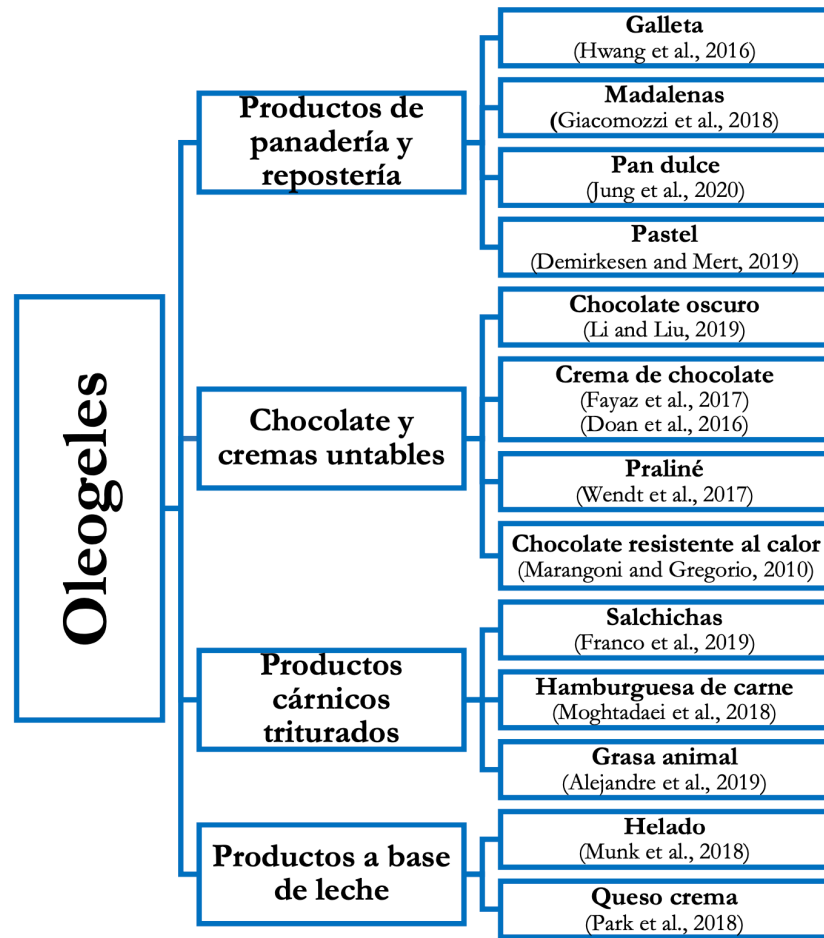 Oleogeles
Productos de
panadería y
repostería
Galleta
(Hwang et al., 2016)
Madalenas
(Giacomozzi et al., 2018)
Pan dulce
(Jung et al., 2020)
Pastel
(Demirkesen and Mert, 2019)
Chocolate y
cremas untables
Chocolate oscuro
(Li and Liu, 2019)
Crema de chocolate
(Fayaz et al., 2017)
(Doan et al., 2016)
Praliné
(Wendt et al., 2017)
Chocolate resistente al calor
(Marangoni and Gregorio, 2010)
Productos
cárnicos
triturados
Salchichas
(Franco et al., 2019)
Hamburguesa de carne
(Moghtadaei et al., 2018)
Grasa animal
(Alejandre et al., 2019)
Productos a base
de leche
Helado
(Munk et al., 2018)
Queso crema
(Park et al., 2018)